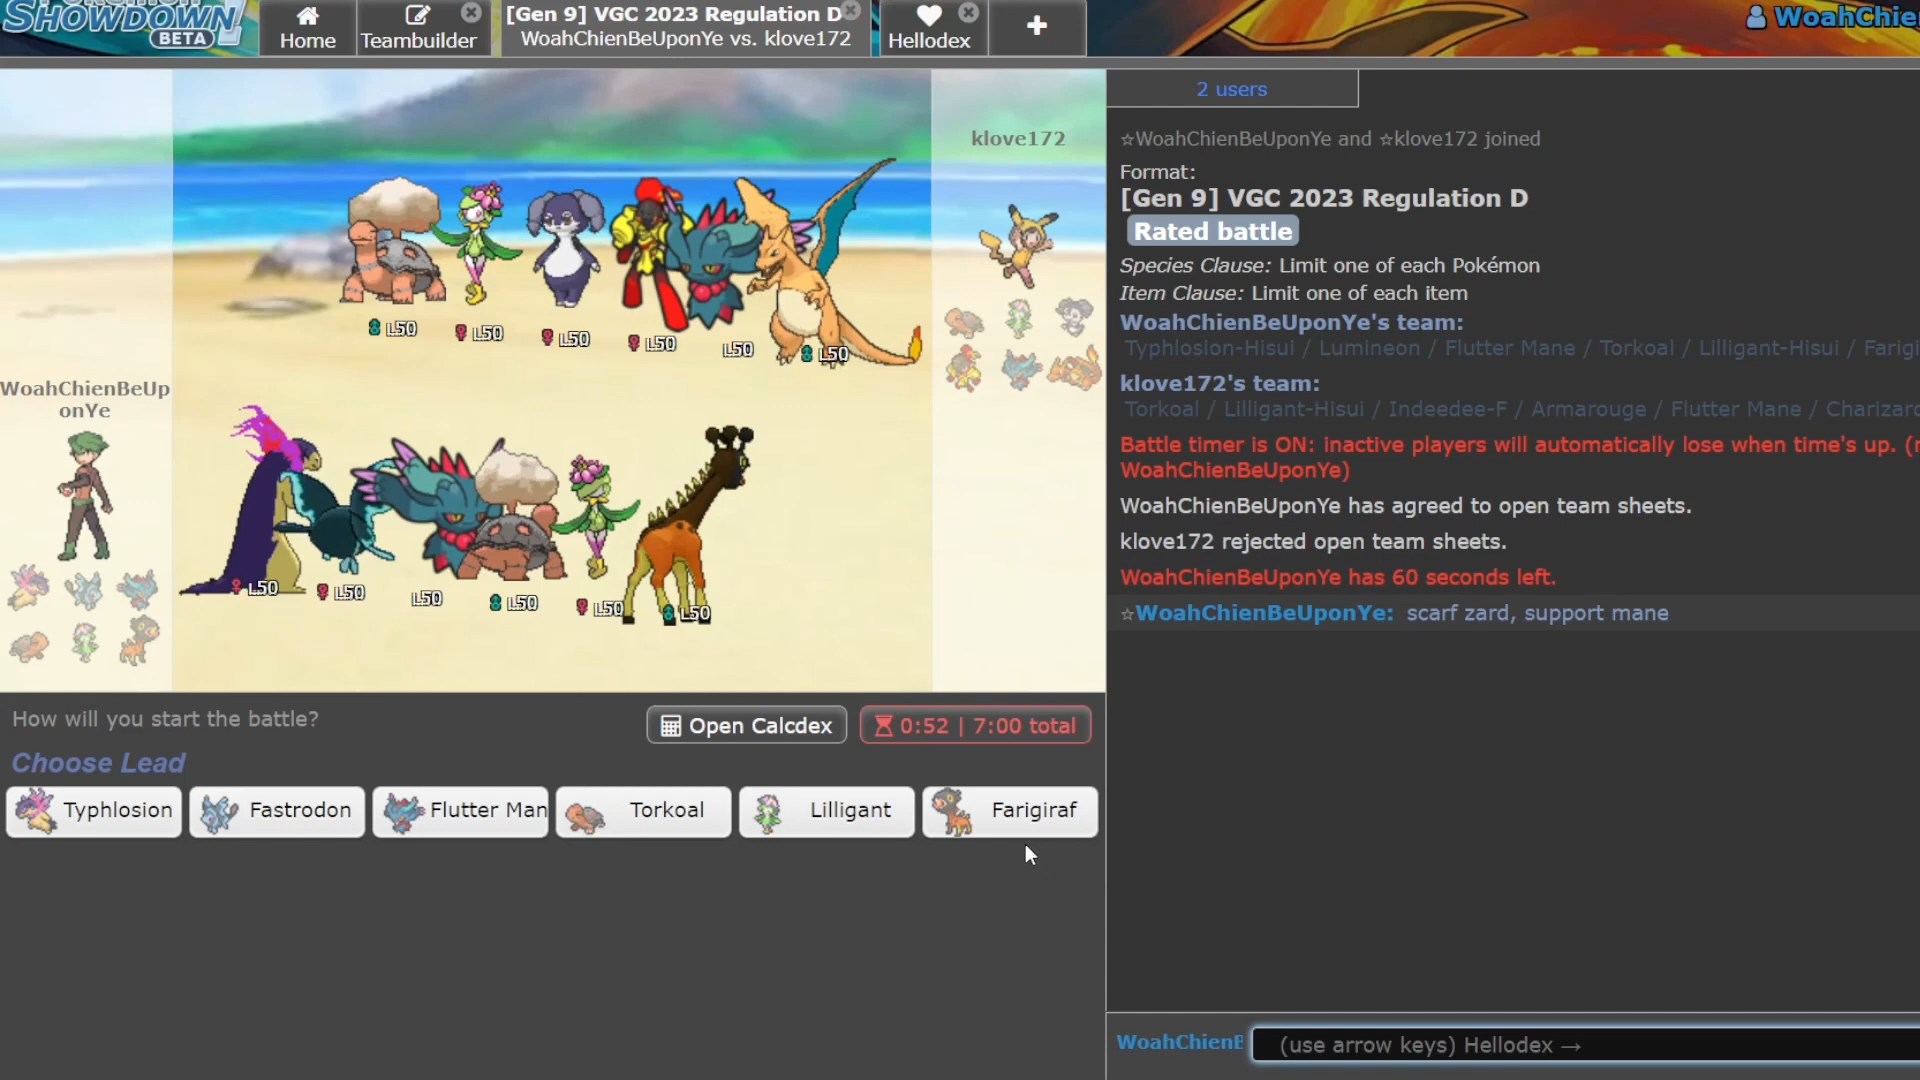 SHOWDOWN
BETA
Home
Teambuilder
[Gen 9] VGC 2023 Regulation D
WoahChienBeUponYe vs. klove172
Hellodex
+
WoahChie
2 users
klove172
☆WoahChienBeUponYe and ☆klove172 joined
Format:
[Gen 9] VGC 2023 Regulation D
Rated battle
Species Clause: Limit one of each Pokémon
Item Clause: Limit one of each item
WoahChienBeUponYe's team:
Typhlosion-Hisui / Lumineon / Flutter Mane / Torkoal / Lilligant-Hisui / Farigi
klove172's team:
Torkoal / Lilligant-Hisui / Indeedee-F / Armarouge / Flutter Mane / Charizard
Battle timer is ON: inactive players will automatically lose when time's up. (r
WoahChienBeUponYe)
WoahChienBeUponYe has agreed to open team sheets.
klove172 rejected open team sheets.
WoahChienBeUponYe has 60 seconds left.
☆WoahChienBeUponYe: scarf zard, support mane
L50 L50 L50 L50 L50 L50
WoahChienBeUp
onYe
L50 L50 L50 L50 L50 L50
How will you start the battle?
Open Calcdex
0:52 | 7:00 total
Choose Lead
Typhlosion
Fastrodon
Flutter Man
Torkoal
Lilligant
Farigiraf
WoahChienB
(use arrow keys) Hellodex →